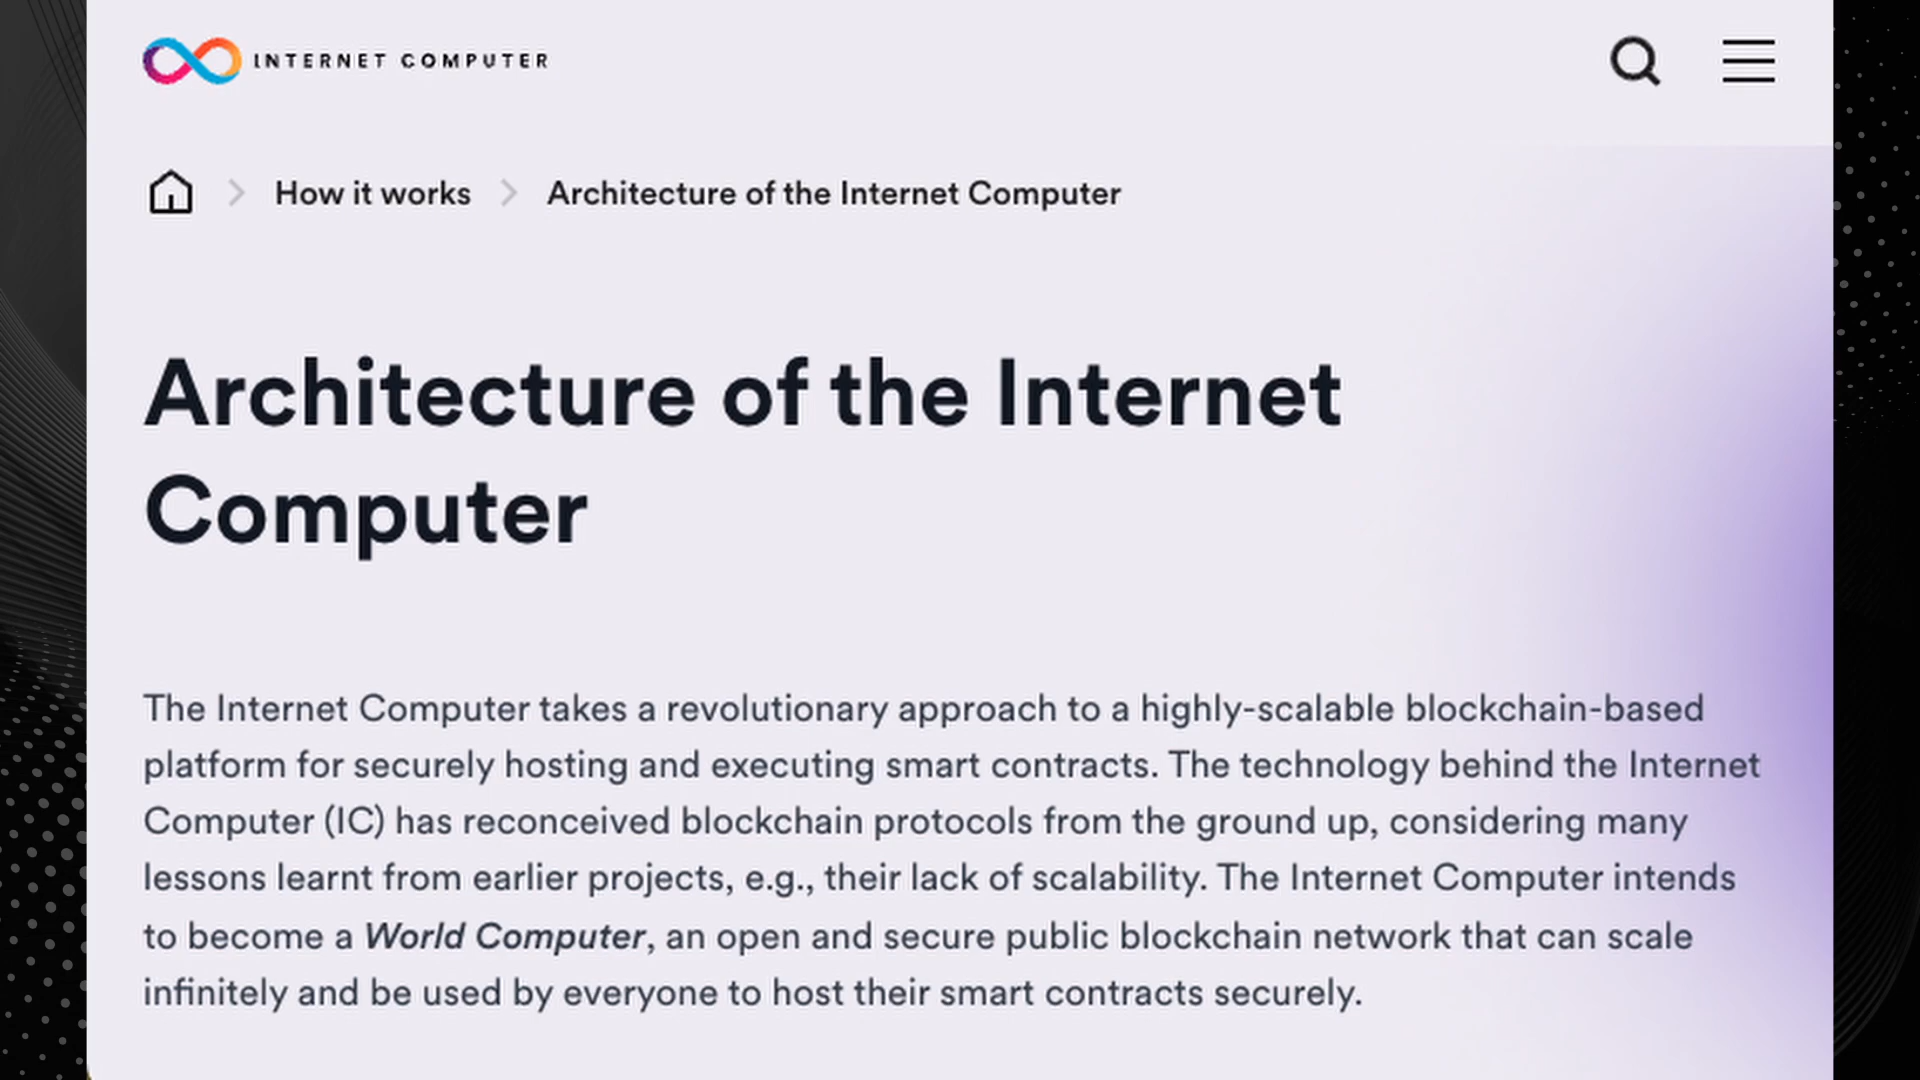 INTERNET COMPUTER
How it works > Architecture of the Internet Computer
Architecture of the Internet
Computer
The Internet Computer takes a revolutionary approach to a highly-scalable blockchain-based
platform for securely hosting and executing smart contracts. The technology behind the Internet
Computer (IC) has reconceived blockchain protocols from the ground up, considering many
lessons learnt from earlier projects, e.g., their lack of scalability. The Internet Computer intends
to become a World Computer, an open and secure public blockchain network that can scale
infinitely and be used by everyone to host their smart contracts securely.